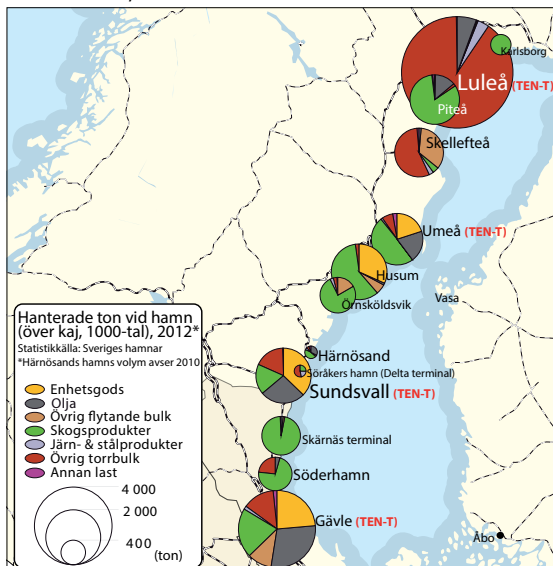 Karlsborg
Luleå (TEN-T)
Piteå
Skellefteå
Umeå (TEN-T)
Husum
Örnsköldsvik
Vasa
Hanterade ton vid hamn
(över kaj, 1000-tal), 2012*
Statistikkälla: Sveriges hamnar
*Härnösands hamns volym avser 2010
Enhetsgods
Olja
Övrig flytande bulk
Skogsprodukter
Järn- & stålprodukter
Övrig torrbulk
Annan last
4 000
2 000
400
(ton)
Härnösand
Söråkers hamn (Delta terminal)
Sundsvall (TEN-T)
Skärnäs terminal
Söderhamn
Gävle (TEN-T)
Åbo